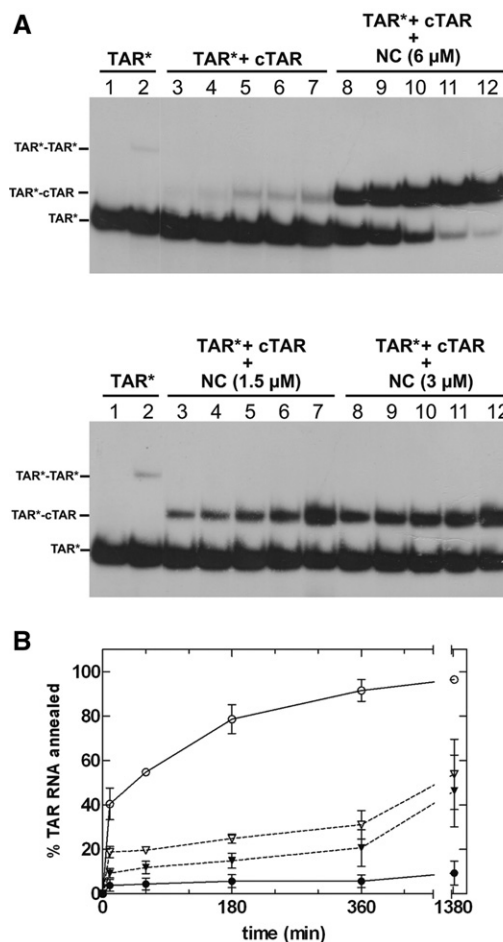 A
TAR*
TAR*+ cTAR
TAR*+ cTAR
+
NC (6 µM)
1 2 3 4 5 6 7 8 9 10 11 12
TAR*-TAR*
TAR*-cTAR
TAR*
TAR*
TAR*+ cTAR
+
NC (1.5 µM)
TAR*+ cTAR
+
NC (3 µM)
1 2 3 4 5 6 7 8 9 10 11 12
TAR*-TAR*
TAR*-cTAR
TAR*
B
% TAR RNA annealed
100
80
60
40
20
0
0 180 360 1380
time (min)